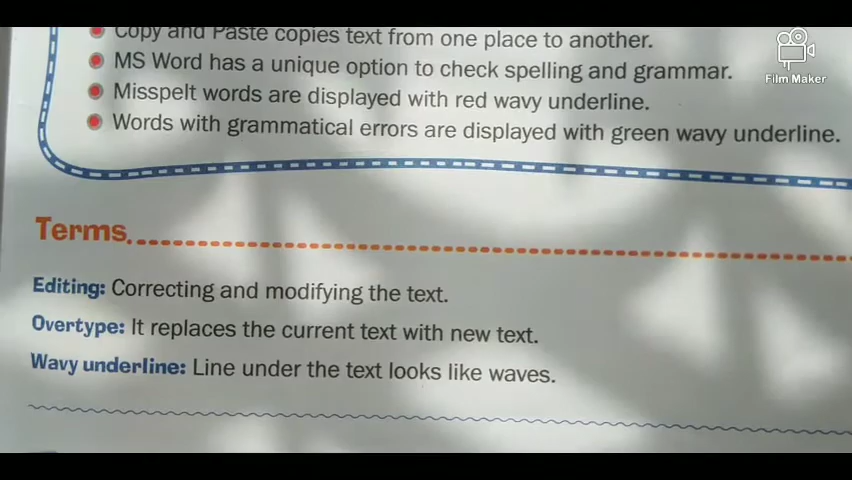 Copy and Paste copies text from one place to another.
MS Word has a unique option to check spelling and grammar.
Misspelt words are displayed with red wavy underline.
Words with grammatical errors are displayed with green wavy underline.
Film Maker
Terms
Editing: Correcting and modifying the text.
Overtype: It replaces the current text with new text.
Wavy underline: Line under the text looks like waves.